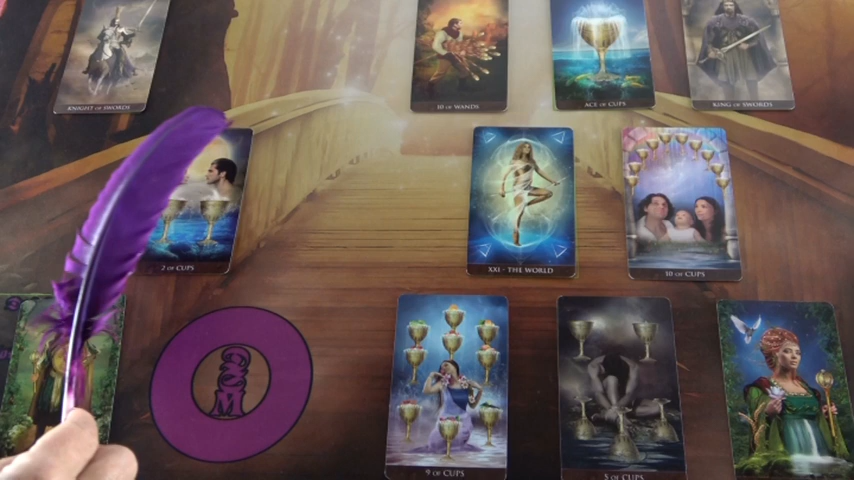 KNIGHT OF SWORDS
10 OF WANDS
ACE OF CUPS
KING OF SWORDS
2 OF CUPS
XXI - THE WORLD
10 OF CUPS
9 OF CUPS
5 OF CUPS